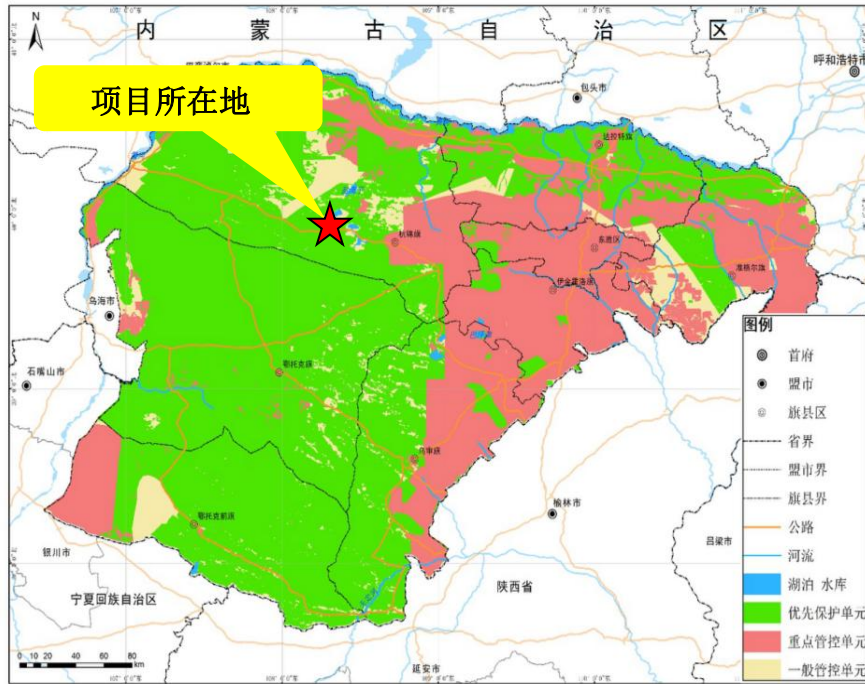 内 蒙 古 自 治 区
N
呼和浩特市
包头市
项目所在地
达拉特旗
杭锦旗
东胜区
伊金霍洛旗
准格尔旗
乌海市
石嘴山市
鄂托克旗
乌审旗
鄂托克前旗
榆林市
银川市
吕梁市
宁夏回族自治区
陕西省
延安市
0 10 20 40 60 80
km
图例
首府
盟市
旗县区
省界
盟市界
旗县界
公路
河流
湖泊 水库
优先保护单元
重点管控单元
一般管控单元